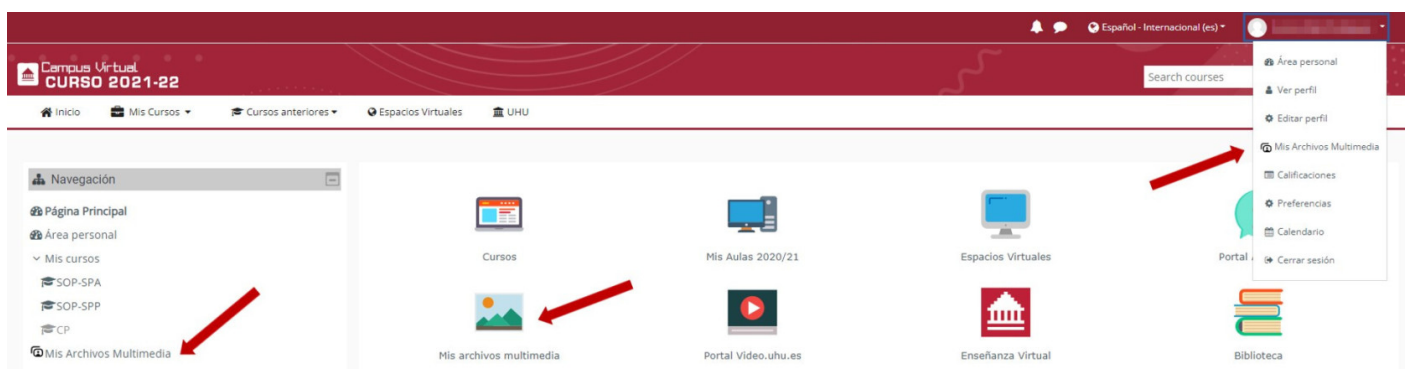 Español - Internacional (es)
Campus Virtual
CURSO 2021-22
Search courses
Inicio
Mis Cursos
Cursos anteriores
Espacios Virtuales
UHU
Área personal
Ver perfil
Editar perfil
Mis Archivos Multimedia
Calificaciones
Preferencias
Calendario
Cerrar sesión
Navegación
Página Principal
Área personal
Mis cursos
SOP-SPA
SOP-SPP
CP
Mis Archivos Multimedia
Cursos
Mis Aulas 2020/21
Espacios Virtuales
Portal
Mis archivos multimedia
Portal Video.uhu.es
Enseñanza Virtual
Biblioteca